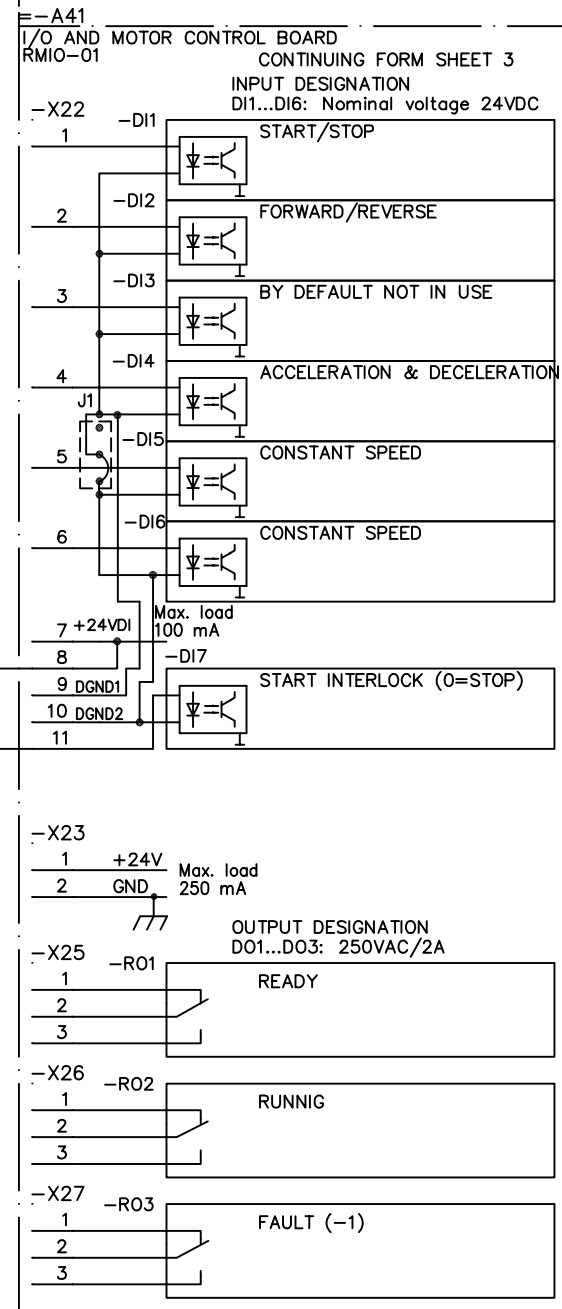 =-A41
I/O AND MOTOR CONTROL BOARD
RMIO-01
CONTINUING FORM SHEET 3
INPUT DESIGNATION
DI1...DI6: Nominal voltage 24VDC
-X22
-DI1
1
START/STOP
-DI2
2
FORWARD/REVERSE
-DI3
3
BY DEFAULT NOT IN USE
-DI4
4
ACCELERATION & DECELERATION
J1
-DI5
5
CONSTANT SPEED
-DI6
6
CONSTANT SPEED
Max. load
100 mA
7 +24VDI
8
-DI7
9 DGND1
START INTERLOCK (0=STOP)
10 DGND2
11
-X23
1 +24V
2 GND
Max. load
250 mA
OUTPUT DESIGNATION
DO1...DO3: 250VAC/2A
-X25
-RO1
1
READY
2
3
-X26
-RO2
1
RUNNIG
2
3
-X27
-RO3
1
FAULT (-1)
2
3